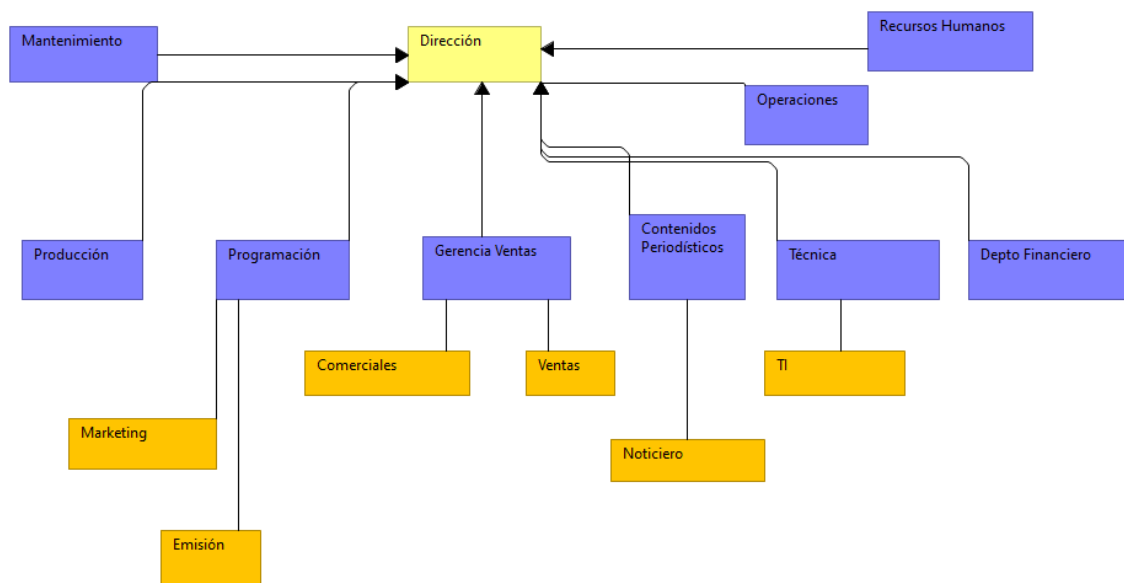 Mantenimiento
Dirección
Recursos Humanos
Operaciones
Producción
Programación
Gerencia Ventas
Contenidos
Periodísticos
Técnica
Depto Financiero
Comerciales
Ventas
TI
Marketing
Noticiero
Emisión